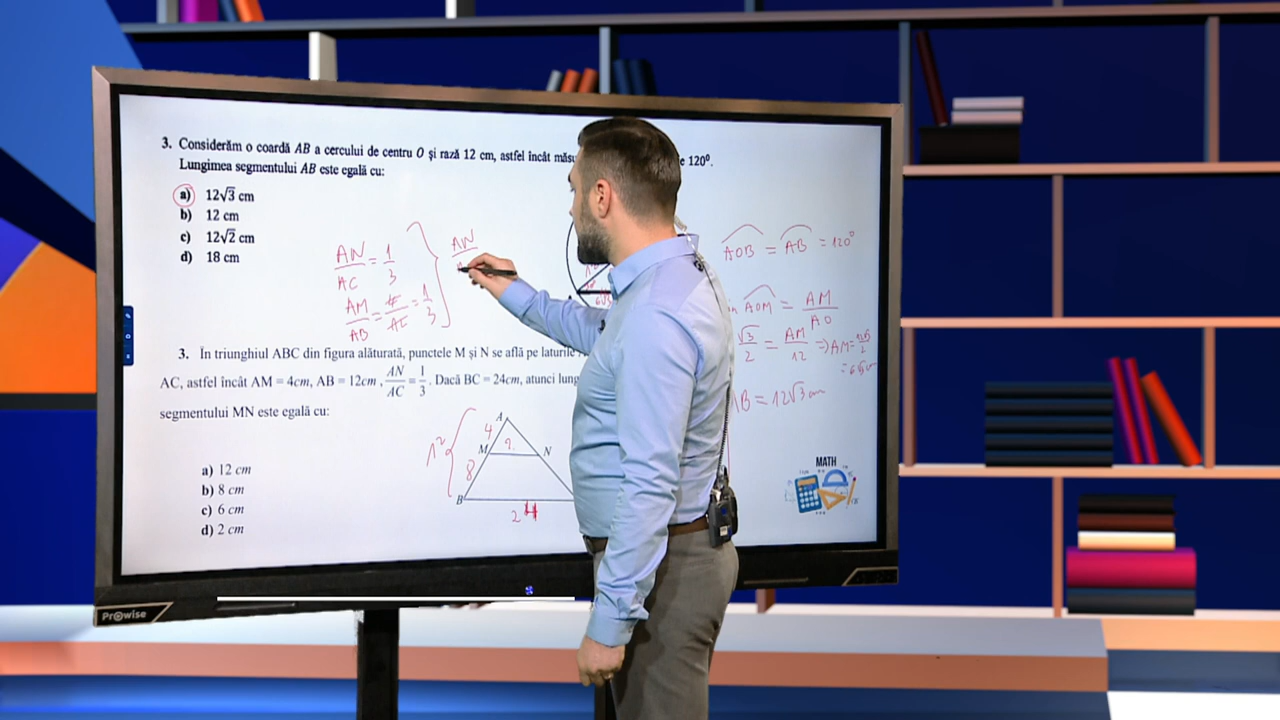 3. Considerăm o coardă AB a cercului de centru O și rază 12 cm, astfel încât 120⁰.
Lungimea segmentului AB este egală cu:
a) 12√3 cm
b) 12 cm
c) 12√2 cm
d) 18 cm
AN/AC = 1/3
AM/AB = 4/12 = 1/3
AN
AOB = AB = 120°
AOM = AM/AO
√3/2 = AM/12 => AM =
= 6√3
AB = 12√3 cm
3. În triunghiul ABC din figura alăturată, punctele M și N se află pe laturile
AC, astfel încât AM = 4cm, AB = 12cm, AN/AC = 1/3. Dacă BC = 24cm, atunci
segmentului MN este egală cu:
a) 12 cm
b) 8 cm
c) 6 cm
d) 2 cm
A
4
M ? N
12
8
B
24
MATH
Prowise